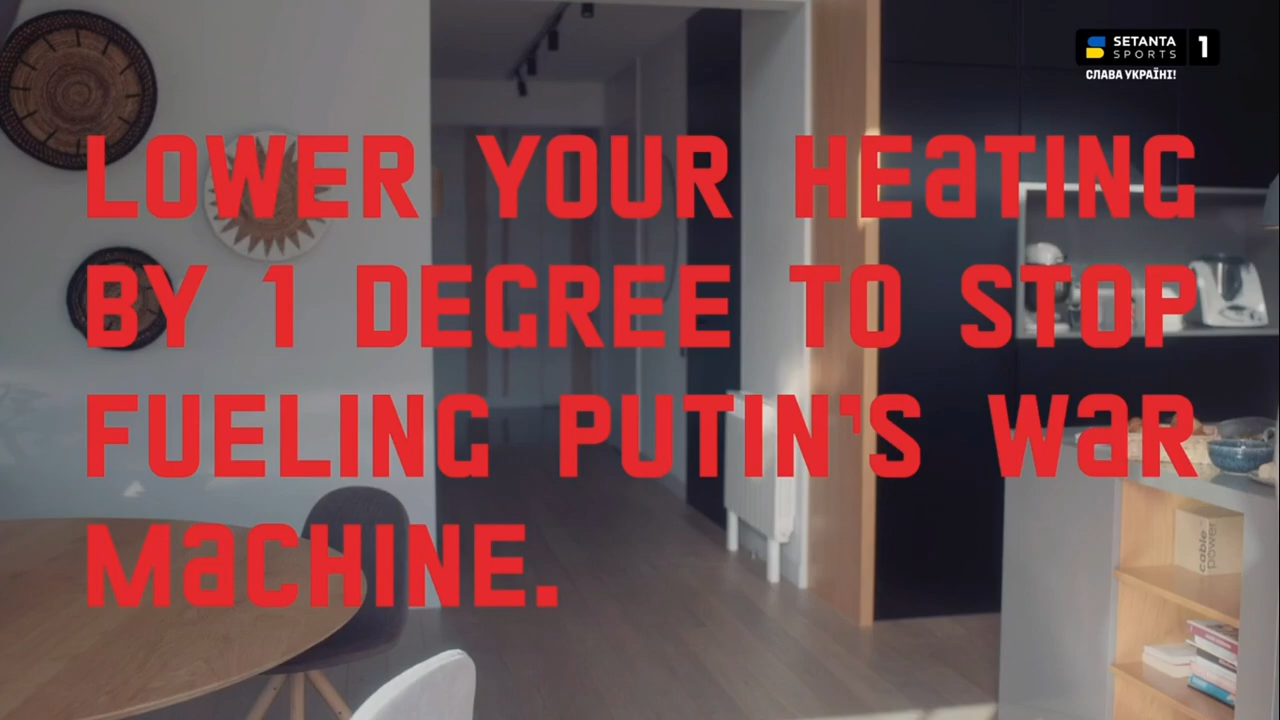 SETANTA
SPORTS 1
СЛАВА УКРАЇНІ!
LOWER YOUR HEATING
BY 1 DEGREE TO STOP
FUELING PUTIN'S WAR
MACHINE.
cable
power